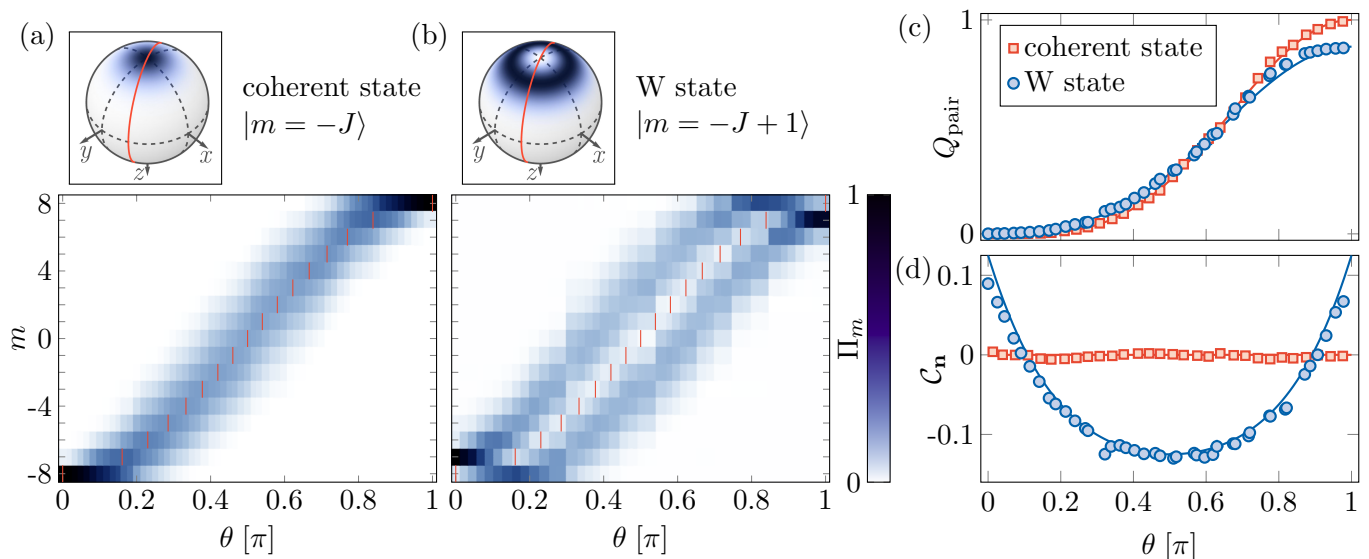 (a)
y
x
z
coherent state
|m = −J⟩
(b)
y
x
z
W state
|m = −J + 1⟩
m
8
4
0
-4
-8
0
0.2
0.4
0.6
0.8
1
θ [π]
0
0.2
0.4
0.6
0.8
1
θ [π]
1
Πₘ
0
(c)
coherent state
W state
Q_pair
1
0
(d)
C_n
0.1
0
-0.1
0
0.2
0.4
0.6
0.8
1
θ [π]